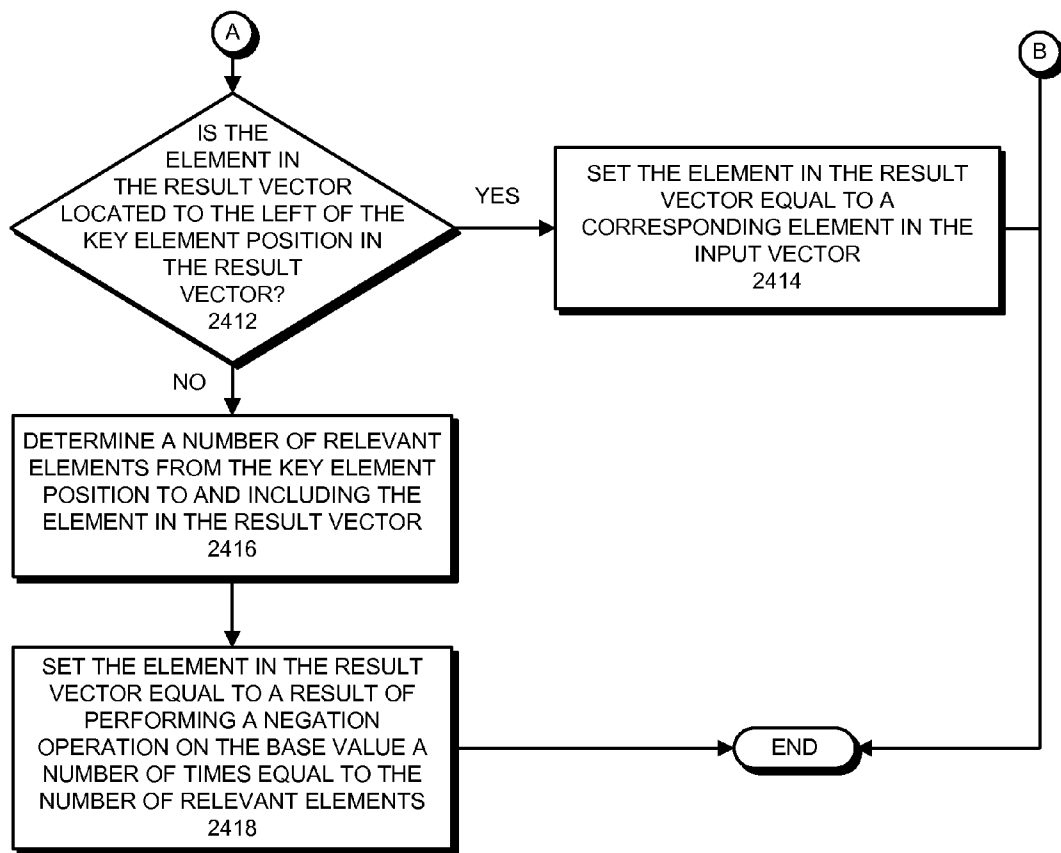 A
B
IS THE
ELEMENT IN
THE RESULT VECTOR
LOCATED TO THE LEFT OF THE
KEY ELEMENT POSITION IN
THE RESULT
VECTOR?
2412
YES
SET THE ELEMENT IN THE RESULT
VECTOR EQUAL TO A
CORRESPONDING ELEMENT IN THE
INPUT VECTOR
2414
NO
DETERMINE A NUMBER OF RELEVANT
ELEMENTS FROM THE KEY ELEMENT
POSITION TO AND INCLUDING THE
ELEMENT IN THE RESULT VECTOR
2416
SET THE ELEMENT IN THE RESULT
VECTOR EQUAL TO A RESULT OF
PERFORMING A NEGATION
OPERATION ON THE BASE VALUE A
NUMBER OF TIMES EQUAL TO THE
NUMBER OF RELEVANT ELEMENTS
2418
END